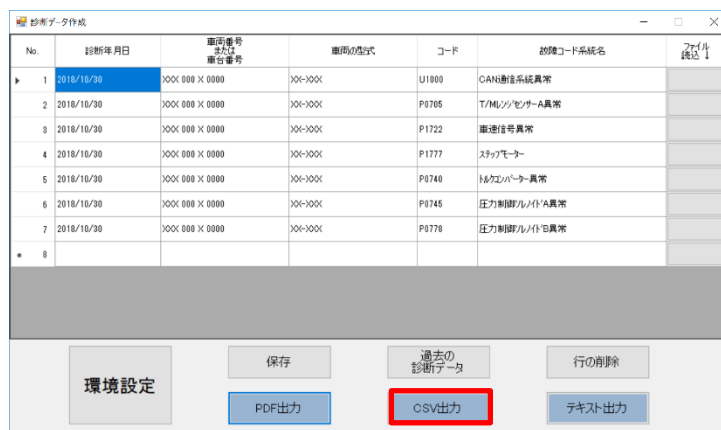 診断データ作成
No. 診断年月日 車両番号または車台番号 車両の型式 コード 故障コード系統名 ファイル読込 ↓
1 2018/10/30 XXX 000 X 0000 XX-XXX U1000 CAN通信系統異常
2 2018/10/30 XXX 000 X 0000 XX-XXX P0705 T/MレンジセンサーA異常
3 2018/10/30 XXX 000 X 0000 XX-XXX P1722 車速信号異常
4 2018/10/30 XXX 000 X 0000 XX-XXX P1777 ステップモーター
5 2018/10/30 XXX 000 X 0000 XX-XXX P0740 トルクコンバーター異常
6 2018/10/30 XXX 000 X 0000 XX-XXX P0745 圧力制御ソレノイドA異常
7 2018/10/30 XXX 000 X 0000 XX-XXX P0778 圧力制御ソレノイドB異常
* 8
環境設定
保存
過去の
診断データ
行の削除
PDF出力
CSV出力
テキスト出力